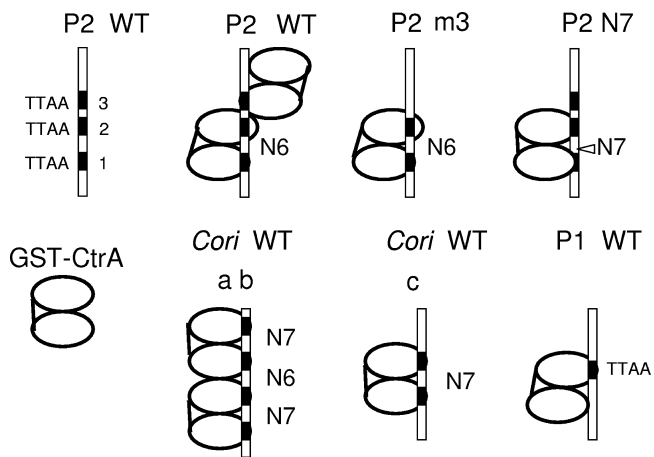 P2 WT
P2 WT
P2 m3
P2 N7
TTAA 3
TTAA 2
TTAA 1
N6
N6
N7
GST-CtrA
Cori WT
a b
N7
N6
N7
Cori WT
c
N7
P1 WT
TTAA